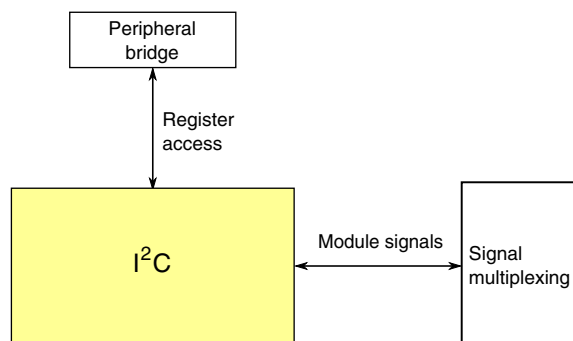 Peripheral
bridge
Register
access
I²C
Module signals
Signal
multiplexing